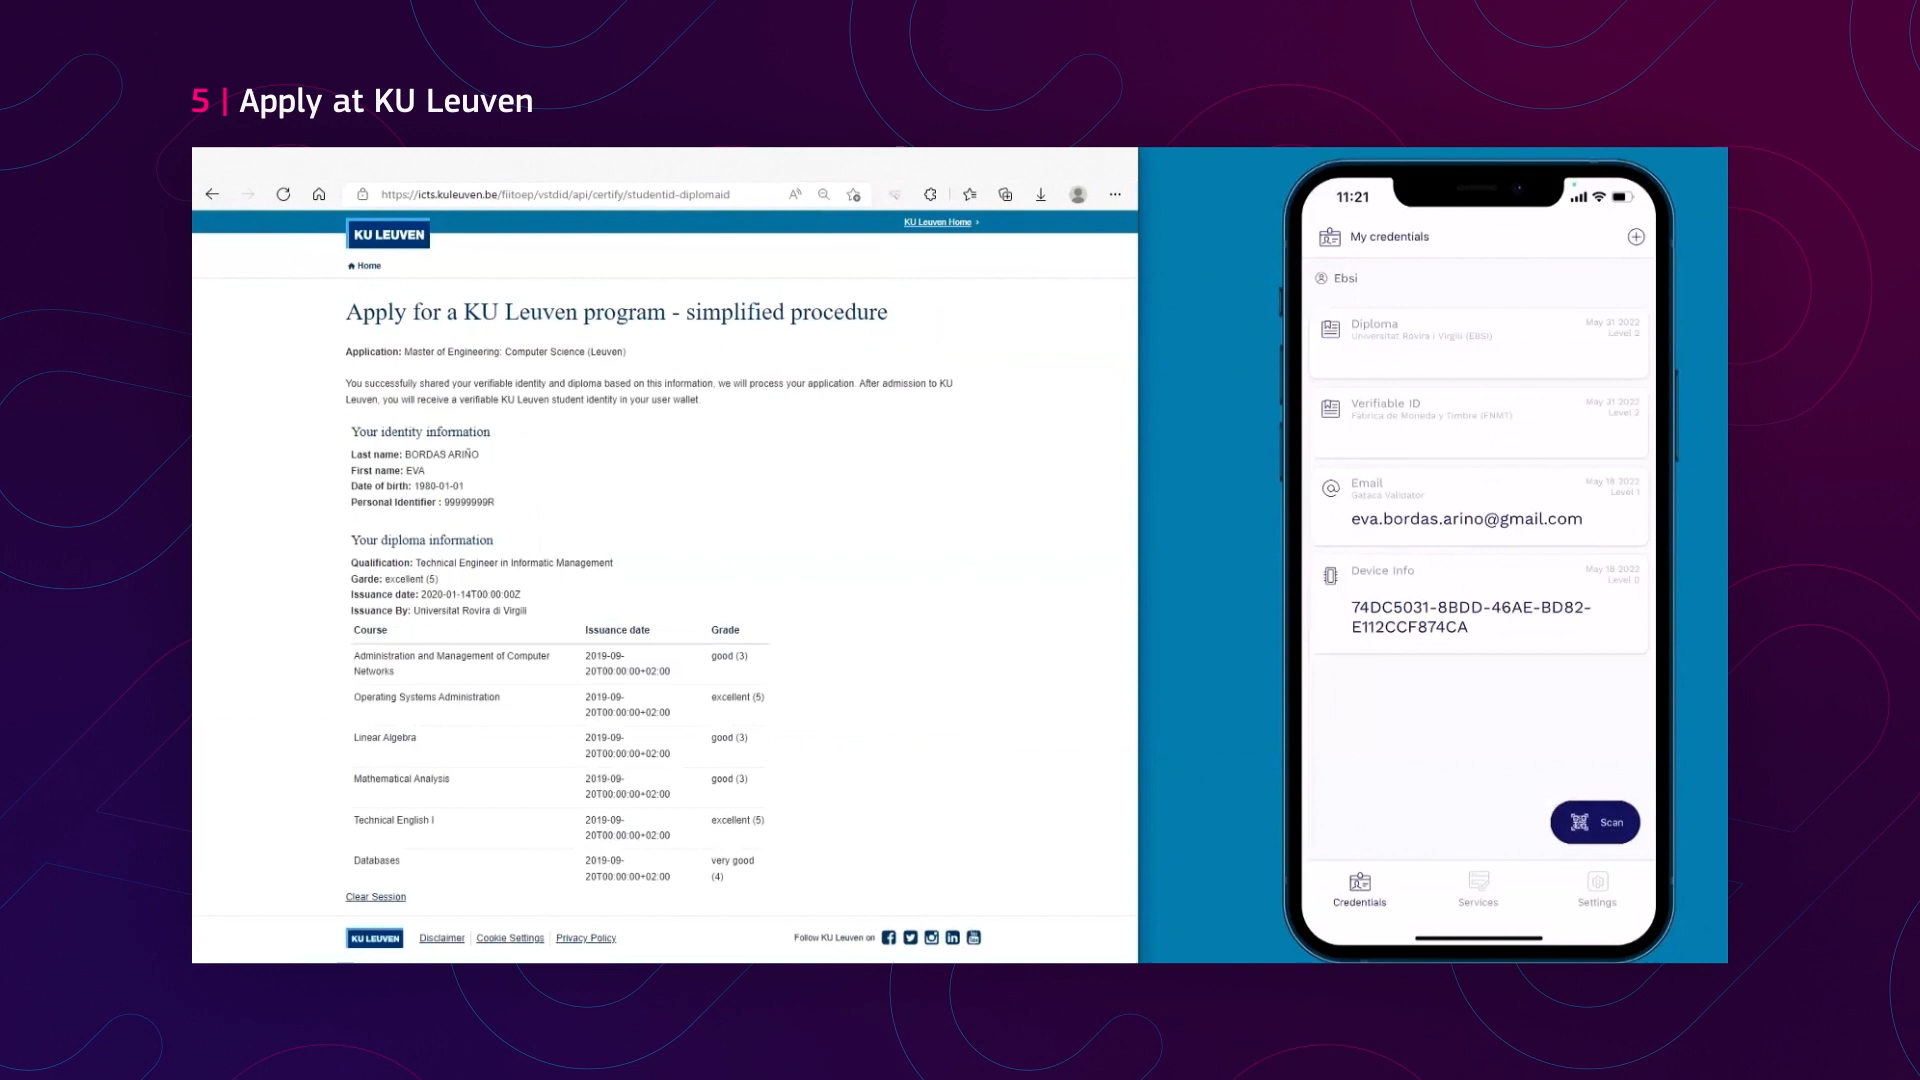 5 | Apply at KU Leuven
https://icts.kuleuven.be/fiitoep/vstdid/api/certify/studentid-diplomaid
KU Leuven Home >
KU LEUVEN
Home
Apply for a KU Leuven program - simplified procedure
Application: Master of Engineering: Computer Science (Leuven)
You successfully shared your verifiable identity and diploma based on this information, we will process your application. After admission to KU
Leuven, you will receive a verifiable KU Leuven student identity in your user wallet
Your identity information
Last name: BORDAS ARIÑO
First name: EVA
Date of birth: 1980-01-01
Personal Identifier : 99999999R
Your diploma information
Qualification: Technical Engineer in Informatic Management
Garde: excellent (5)
Issuance date: 2020-01-14T00:00:00Z
Issuance By: Universitat Rovira di Virgili
Course Issuance date Grade
Administration and Management of Computer
Networks
2019-09-
20T00:00:00+02:00
good (3)
Operating Systems Administration
2019-09-
20T00:00:00+02:00
excellent (5)
Linear Algebra
2019-09-
20T00:00:00+02:00
good (3)
Mathematical Analysis
2019-09-
20T00:00:00+02:00
good (3)
Technical English I
2019-09-
20T00:00:00+02:00
excellent (5)
Databases
2019-09-
20T00:00:00+02:00
very good
(4)
Clear Session
KU LEUVEN
Disclaimer Cookie Settings Privacy Policy
Follow KU Leuven on
11:21
My credentials
Ebsi
Diploma
Universitat Rovira i Virgili (EBSI)
May 31 2022
Level 2
Verifiable ID
Fábrica de Moneda y Timbre (FNMT)
May 31 2022
Level 2
Email
Gataca Validator
May 18 2022
Level 1
eva.bordas.arino@gmail.com
Device Info
May 18 2022
Level 0
74DC5031-8BDD-46AE-BD82-
E112CCF874CA
Scan
Credentials Services Settings